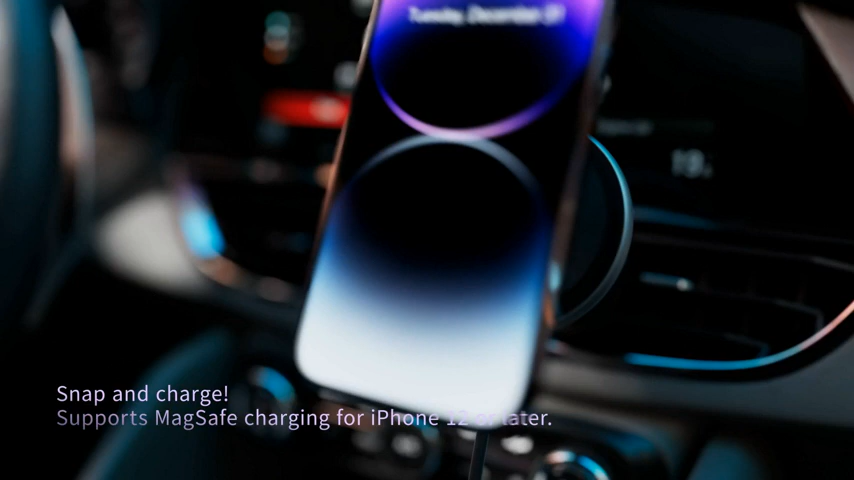 Tuesday, December 27
Snap and charge!
Supports MagSafe charging for iPhone 12 or later.